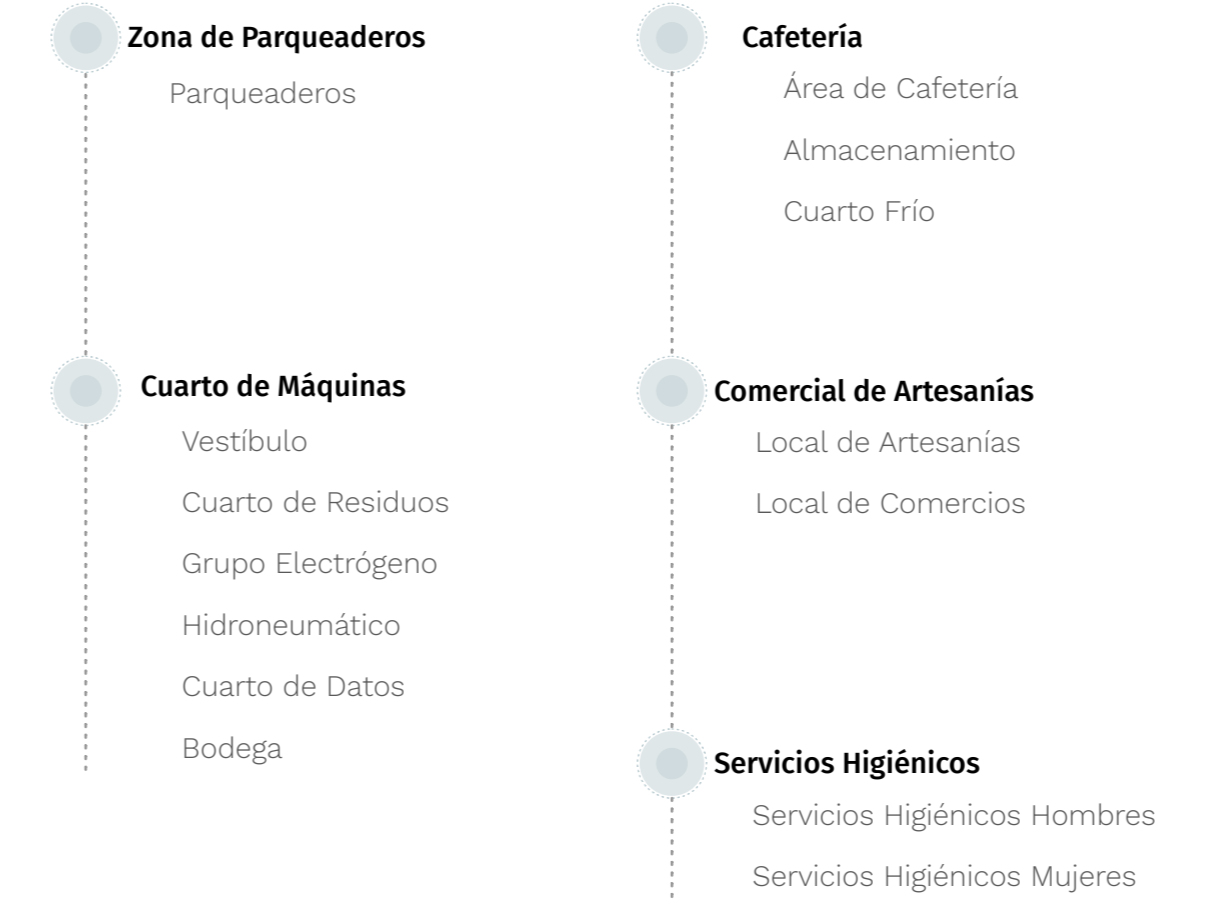 Zona de Parqueaderos
Parqueaderos
Cuarto de Máquinas
Vestíbulo
Cuarto de Residuos
Grupo Electrógeno
Hidroneumático
Cuarto de Datos
Bodega
Cafetería
Área de Cafetería
Almacenamiento
Cuarto Frío
Comercial de Artesanías
Local de Artesanías
Local de Comercios
Servicios Higiénicos
Servicios Higiénicos Hombres
Servicios Higiénicos Mujeres